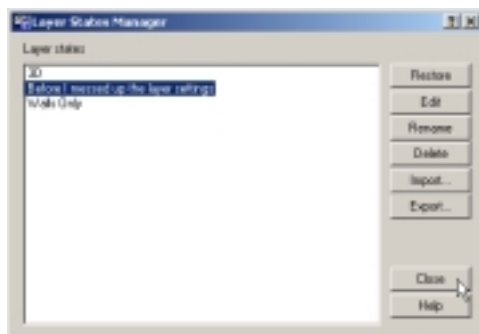 Layer States Manager
Layer states
3D
Before I messed up the layer settings
Walls Only
Restore
Edit
Rename
Delete
Import...
Export...
Close
Help